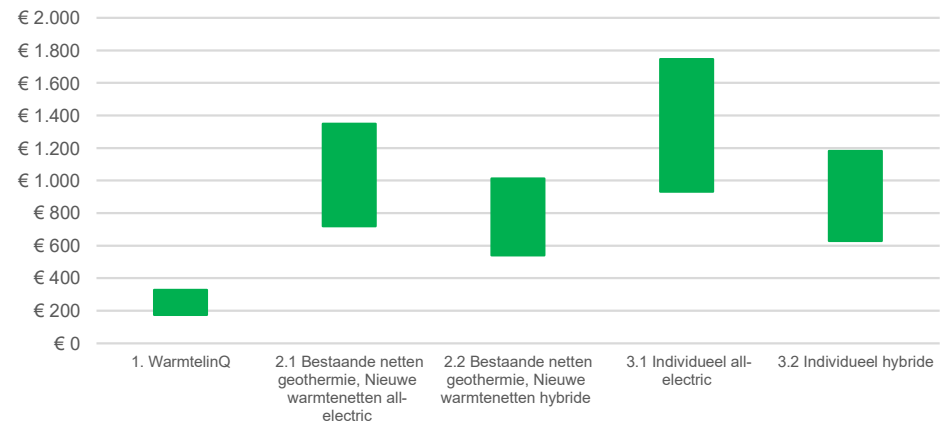 € 2.000
€ 1.800
€ 1.600
€ 1.400
€ 1.200
€ 1.000
€ 800
€ 600
€ 400
€ 200
€ 0
1. WarmtelinQ
2.1 Bestaande netten
geothermie, Nieuwe
warmtenetten all-
electric
2.2 Bestaande netten
geothermie, Nieuwe
warmtenetten hybride
3.1 Individueel all-
electric
3.2 Individueel hybride